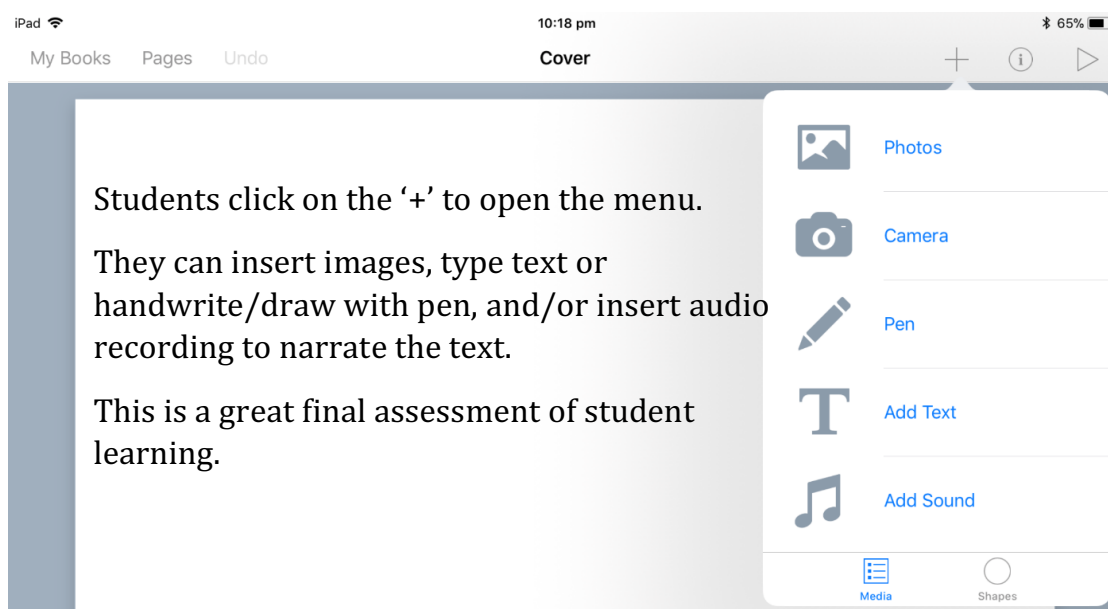 iPad 10:18 pm 65%
My Books Pages Undo Cover
Photos
Students click on the ‘+’ to open the menu.
Camera
They can insert images, type text or
handwrite/draw with pen, and/or insert audio
recording to narrate the text.
Pen
This is a great final assessment of student
learning.
Add Text
Add Sound
Media Shapes